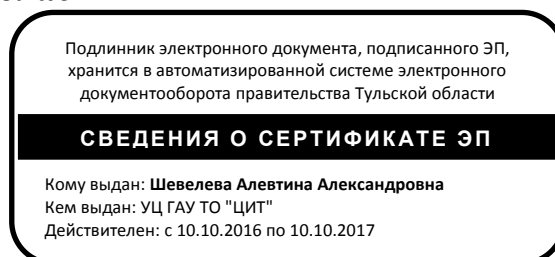 Подлинник электронного документа, подписанного ЭП,
хранится в автоматизированной системе электронного
документооборота правительства Тульской области
СВЕДЕНИЯ О СЕРТИФИКАТЕ ЭП
Кому выдан: Шевелева Алевтина Александровна
Кем выдан: УЦ ГАУ ТО "ЦИТ"
Действителен: с 10.10.2016 по 10.10.2017